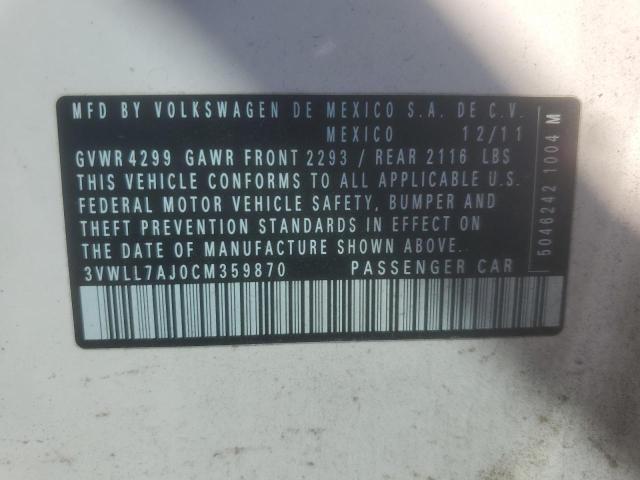 MFD BY VOLKSWAGEN DE MEXICO S.A. DE C.V.
MEXICO 12/11
GVWR 4299 GAWR FRONT 2293 / REAR 2116 LBS
THIS VEHICLE CONFORMS TO ALL APPLICABLE U.S.
FEDERAL MOTOR VEHICLE SAFETY, BUMPER AND
THEFT PREVENTION STANDARDS IN EFFECT ON
THE DATE OF MANUFACTURE SHOWN ABOVE.
3VWLL7AJ0CM359870 PASSENGER CAR
5046242 1004 M